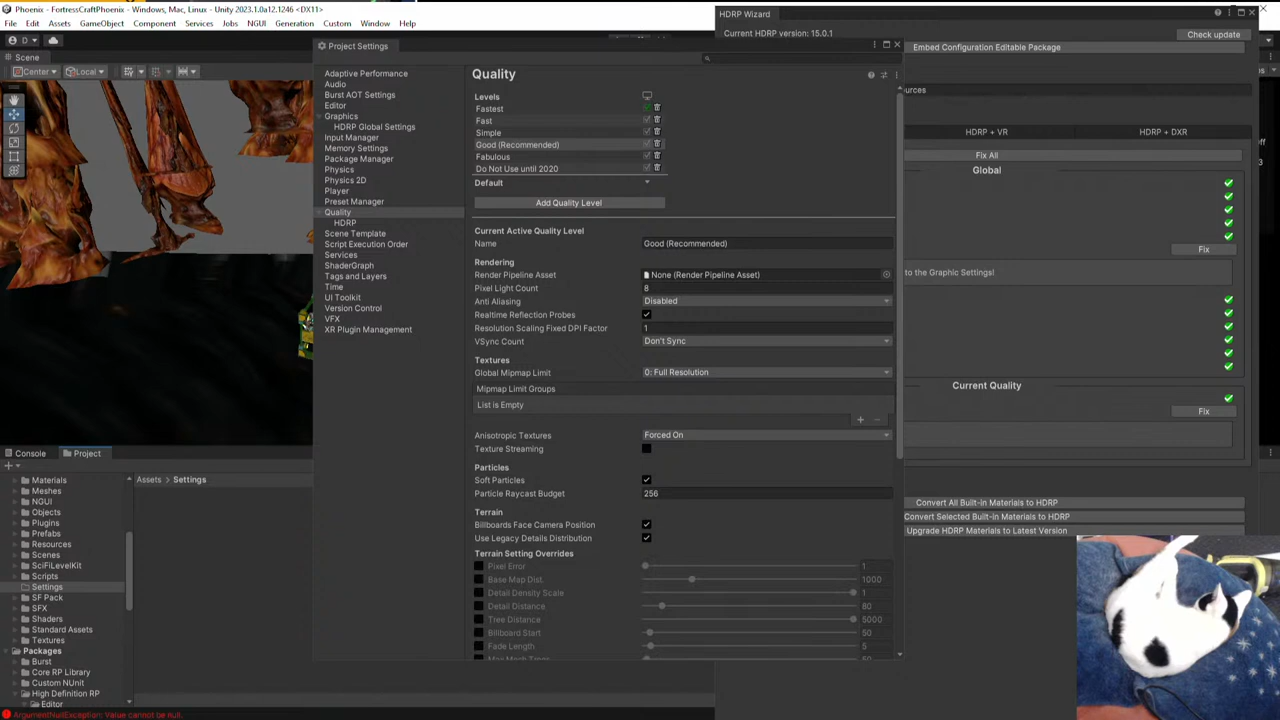 Phoenix - FortressCraftPhoenix - Windows, Mac, Linux - Unity 2023.1.0a12.1246 <DX11>
File Edit Assets GameObject Component Services Jobs NGUI Generation Custom Window Help
D
Scene
Center Local
HDRP Wizard
Current HDRP version: 15.0.1
Check update
Embed Configuration Editable Package
HDRP + VR HDRP + DXR
Fix All
Global
Fix
to the Graphic Settings!
Current Quality
Fix
Convert All Built-in Materials to HDRP
Convert Selected Built-in Materials to HDRP
Upgrade HDRP Materials to Latest Version
Project Settings
Adaptive Performance
Audio
Burst AOT Settings
Editor
Graphics
HDRP Global Settings
Input Manager
Memory Settings
Package Manager
Physics
Physics 2D
Player
Preset Manager
Quality
HDRP
Scene Template
Script Execution Order
Services
ShaderGraph
Tags and Layers
Time
UI Toolkit
Version Control
VFX
XR Plugin Management
Quality
Levels
Fastest
Fast
Simple
Good (Recommended)
Fabulous
Do Not Use until 2020
Default
Add Quality Level
Current Active Quality Level
Name Good (Recommended)
Rendering
Render Pipeline Asset None (Render Pipeline Asset)
Pixel Light Count 8
Anti Aliasing Disabled
Realtime Reflection Probes
Resolution Scaling Fixed DPI Factor 1
VSync Count Don't Sync
Textures
Global Mipmap Limit 0: Full Resolution
Mipmap Limit Groups
List is Empty
Anisotropic Textures Forced On
Texture Streaming
Particles
Soft Particles
Particle Raycast Budget 256
Terrain
Billboards Face Camera Position
Use Legacy Details Distribution
Terrain Setting Overrides
Pixel Error 1
Base Map Dist. 1000
Detail Density Scale 1
Detail Distance 80
Tree Distance 5000
Billboard Start 50
Fade Length 5
Console Project
Assets > Settings
Materials
Meshes
NGUI
Objects
Plugins
Prefabs
Resources
Scenes
SciFiLevelKit
Scripts
Settings
SF Pack
SFX
Shaders
Standard Assets
Textures
Packages
Burst
Core RP Library
Custom NUnit
High Definition RP
Editor
ArgumentNullException: Value cannot be null.